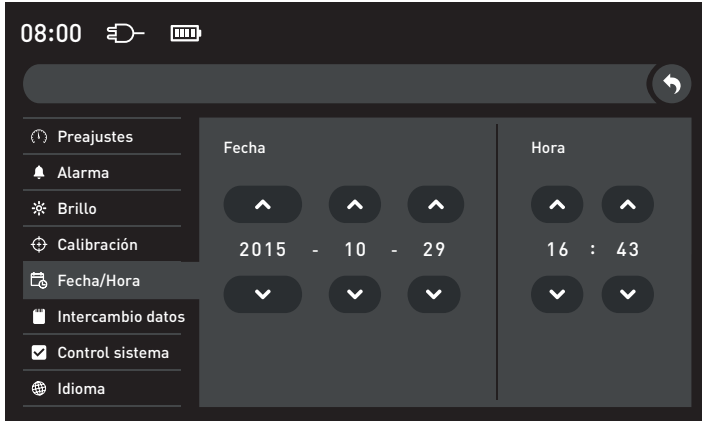 08:00
Preajustes
Alarma
Brillo
Calibración
Fecha/Hora
Intercambio datos
Control sistema
Idioma
Fecha
2015 - 10 - 29
Hora
16 : 43